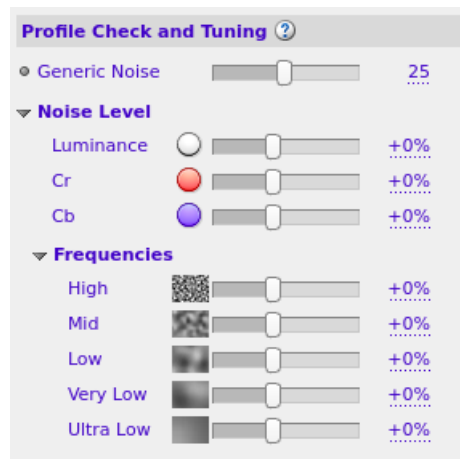 Profile Check and Tuning ?
Generic Noise 25
Noise Level
Luminance +0%
Cr +0%
Cb +0%
Frequencies
High +0%
Mid +0%
Low +0%
Very Low +0%
Ultra Low +0%